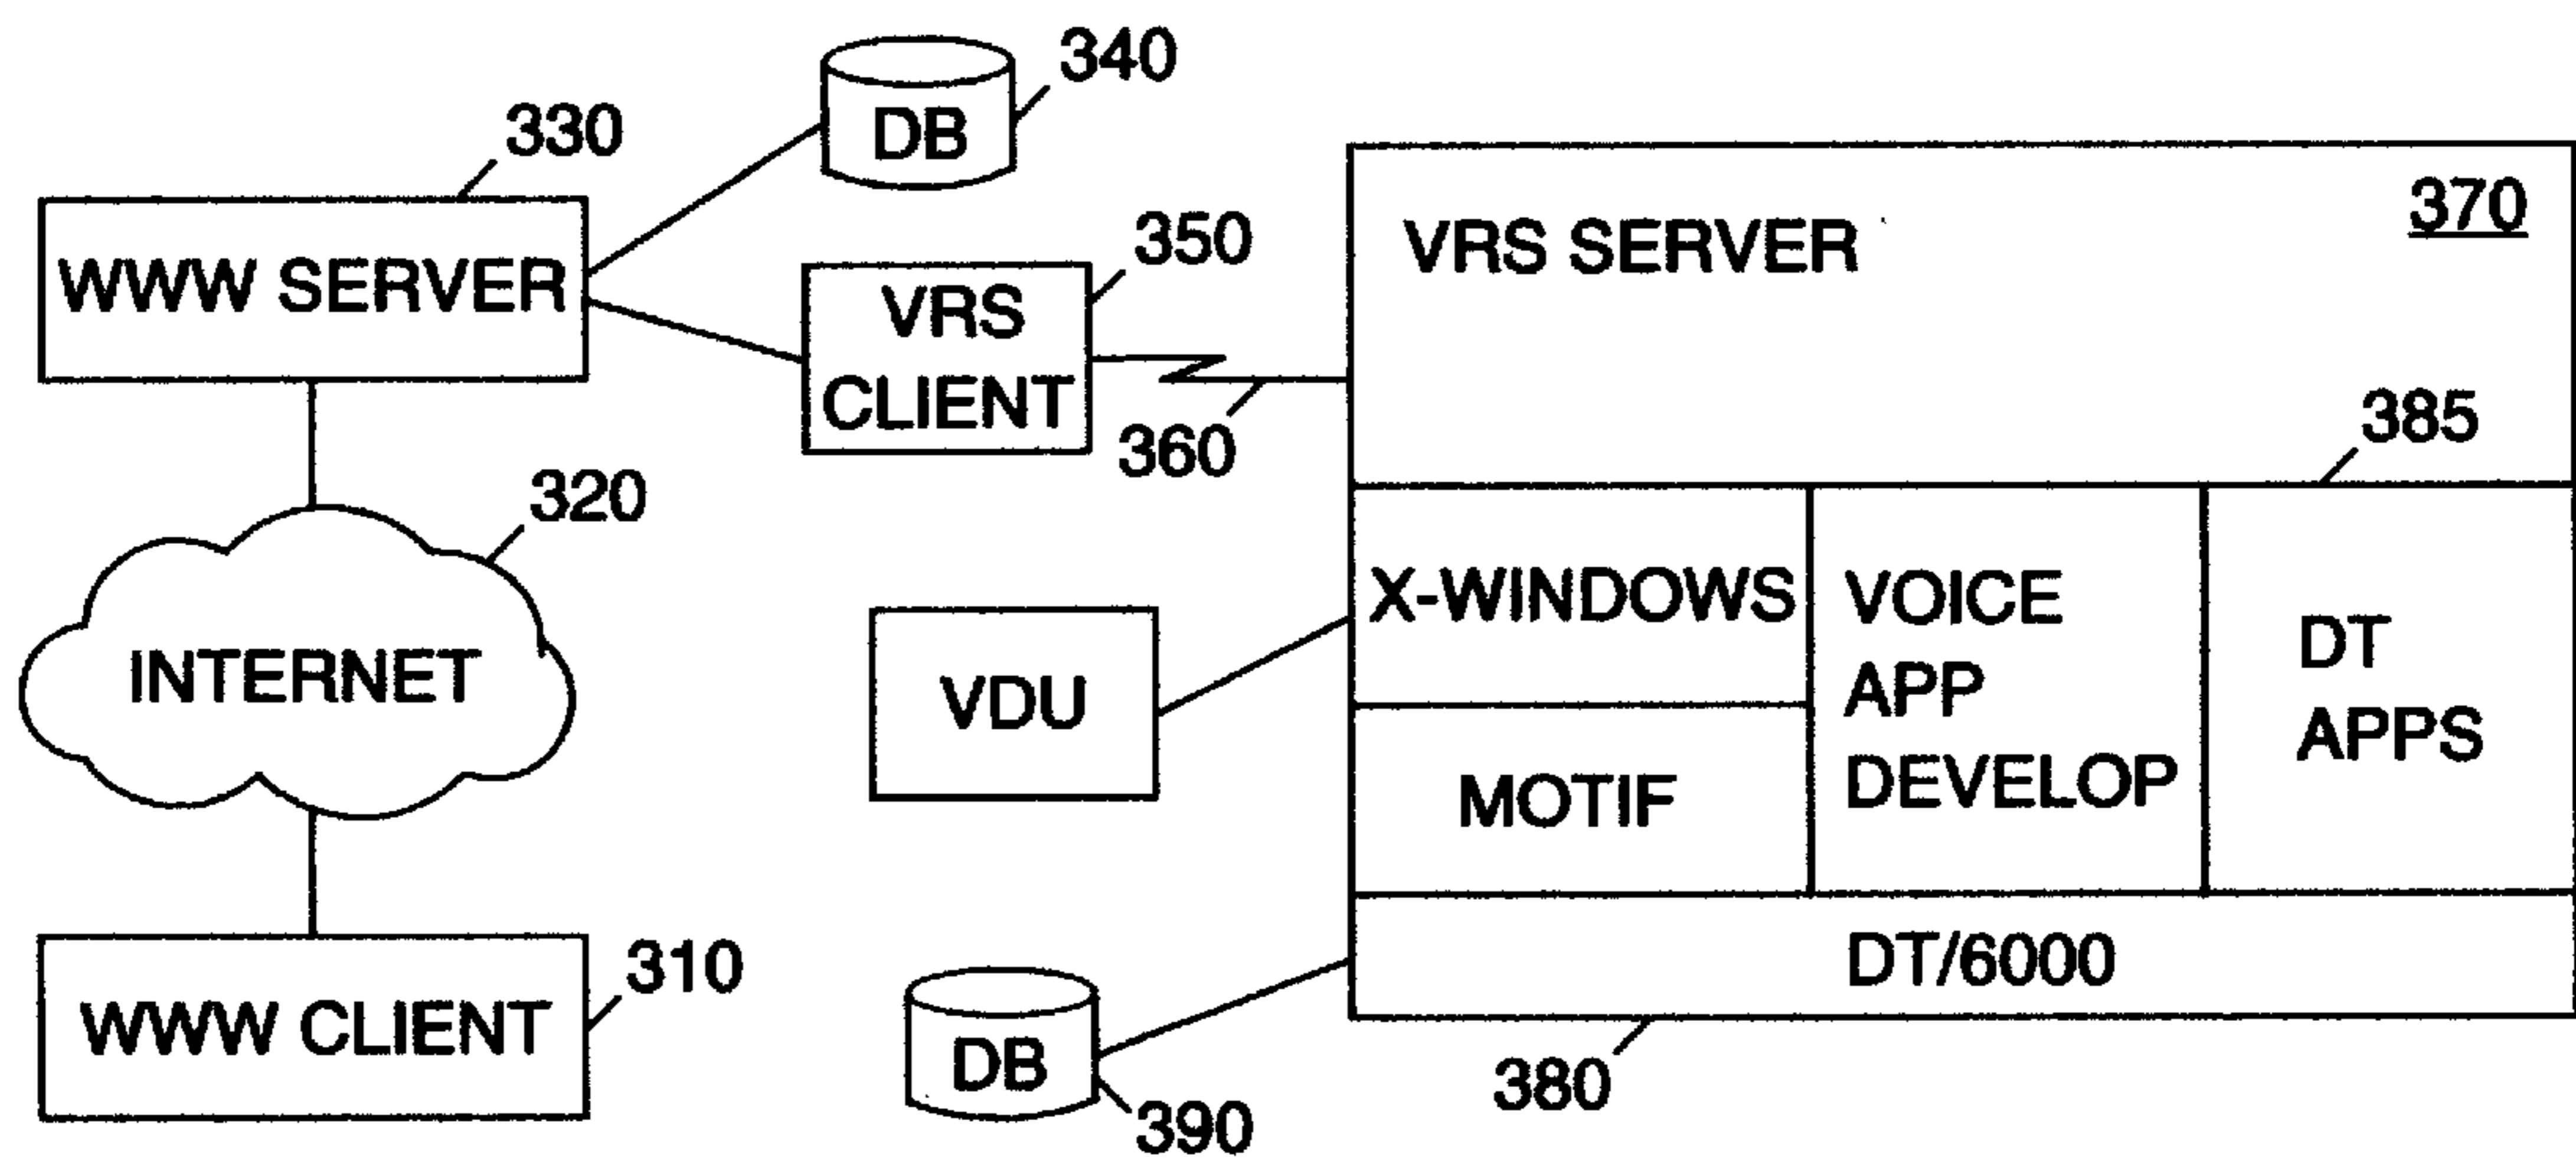 340
DB
330
WWW SERVER
350
VRS
CLIENT
360
370
VRS SERVER
385
320
INTERNET
X-WINDOWS
VOICE
APP
DEVELOP
DT
APPS
VDU
MOTIF
310
WWW CLIENT
DB
390
DT/6000
380